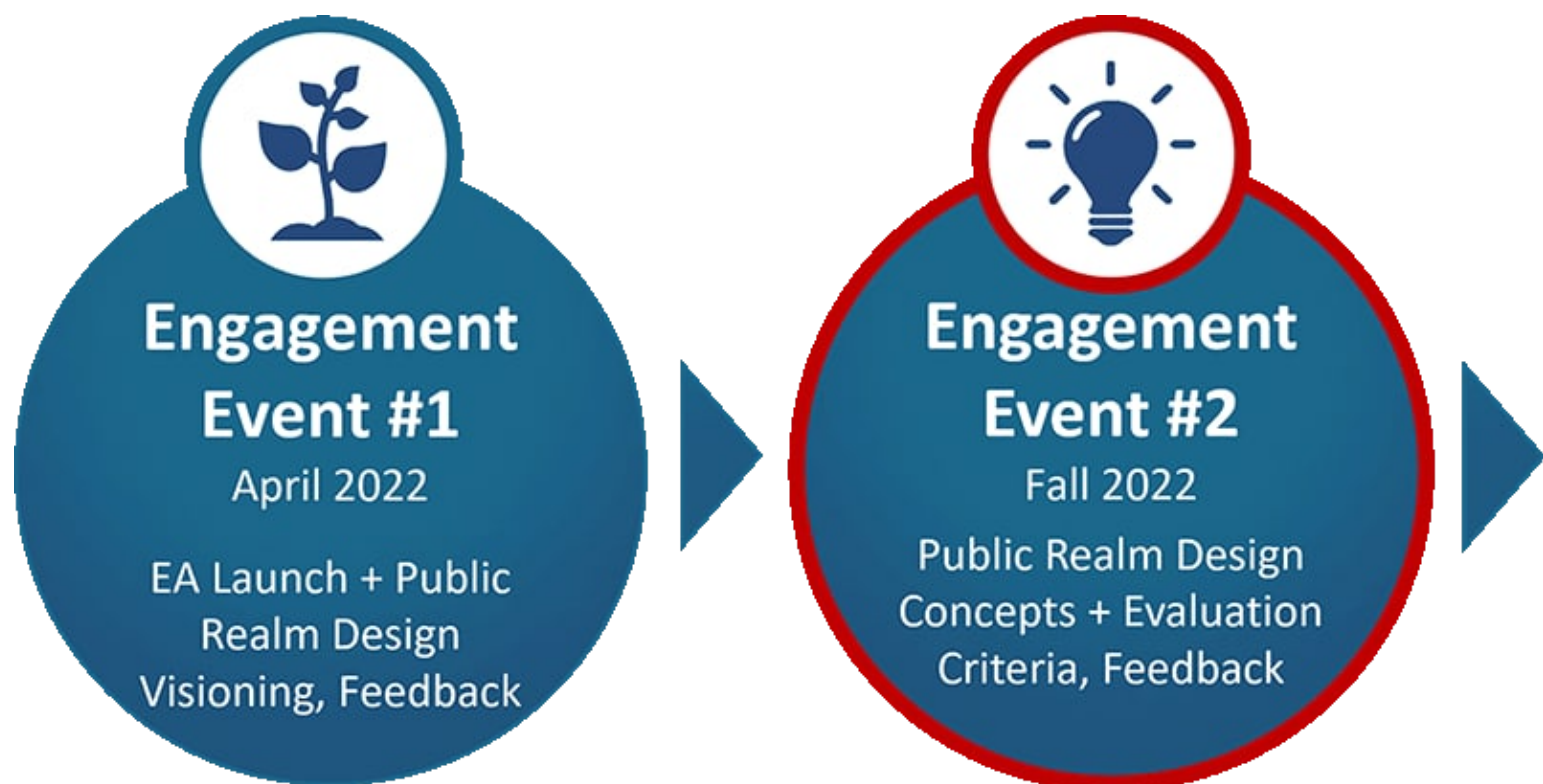 Engagement
Event #1
April 2022
EA Launch + Public
Realm Design
Visioning, Feedback
Engagement
Event #2
Fall 2022
Public Realm Design
Concepts + Evaluation
Criteria, Feedback